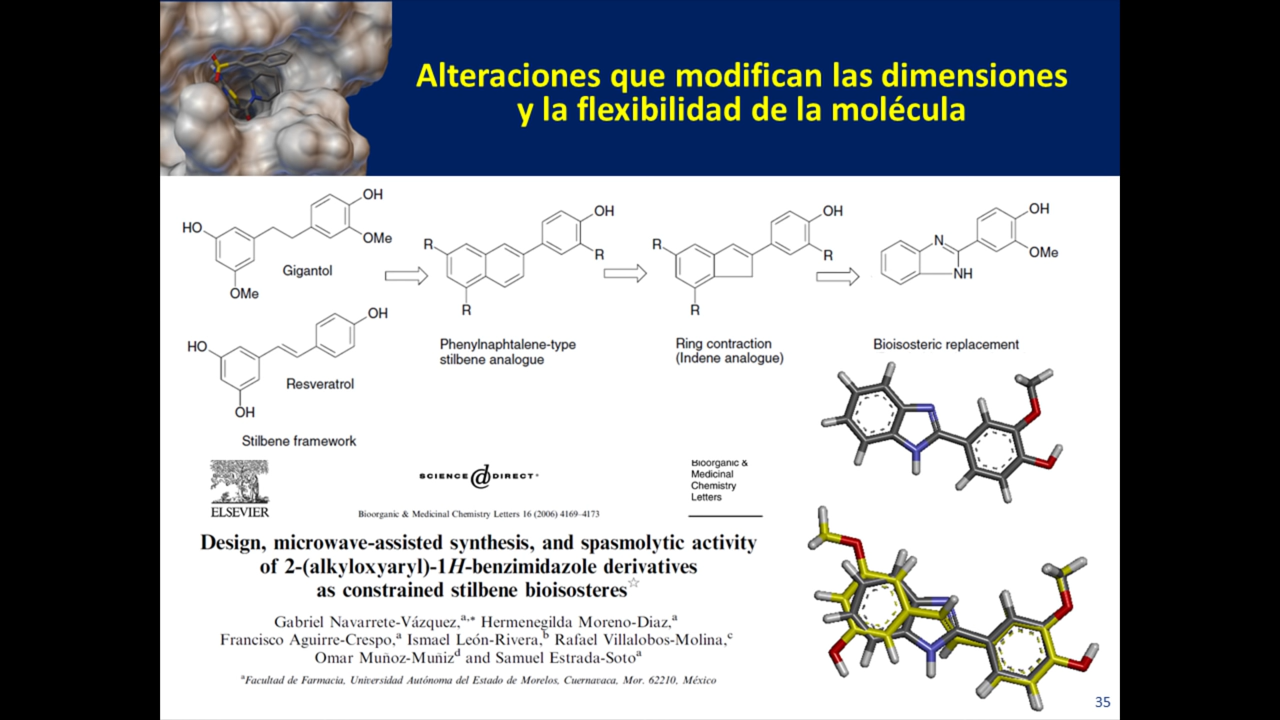 Alteraciones que modifican las dimensiones
y la flexibilidad de la molécula
OH
HO
OMe
Gigantol
OMe
OH
HO
Resveratrol
OH
Stilbene framework
OH
R
R
R
Phenylnaphtalene-type
stilbene analogue
OH
R
R
R
Ring contraction
(Indene analogue)
OH
N
OMe
NH
Bioisosteric replacement
ELSEVIER
SCIENCE @ DIRECT®
Bioorganic &
Medicinal
Chemistry
Letters
Bioorganic & Medicinal Chemistry Letters 16 (2006) 4169–4173
Design, microwave-assisted synthesis, and spasmolytic activity
of 2-(alkyloxyaryl)-1H-benzimidazole derivatives
as constrained stilbene bioisosteres☆
Gabriel Navarrete-Vázquez,a,* Hermenegilda Moreno-Diaz,a
Francisco Aguirre-Crespo,a Ismael León-Rivera,b Rafael Villalobos-Molina,c
Omar Muñoz-Muñizd and Samuel Estrada-Sotoa
aFacultad de Farmacia, Universidad Autónoma del Estado de Morelos, Cuernavaca, Mor. 62210, México
35